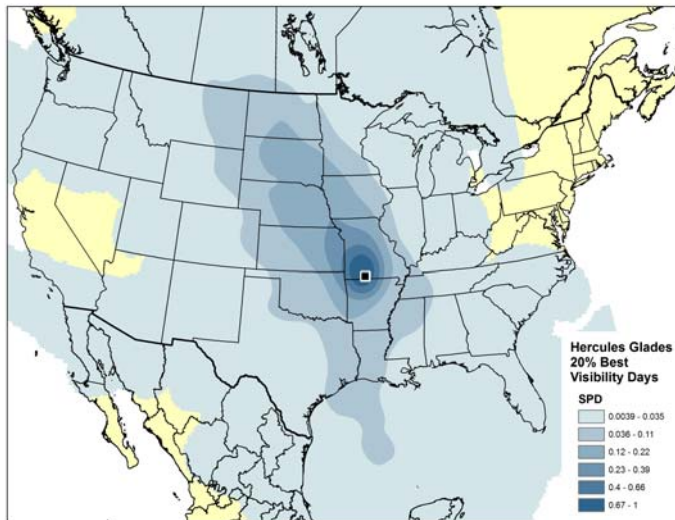 Hercules Glades
20% Best
Visibility Days
SPD
0.0039 - 0.035
0.036 - 0.11
0.12 - 0.22
0.23 - 0.39
0.4 - 0.66
0.67 - 1